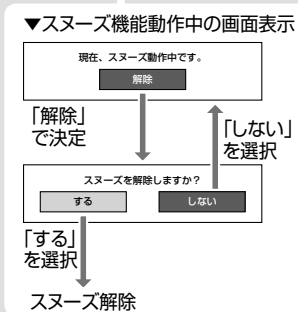 ▼スヌーズ機能動作中の画面表示
現在、スヌーズ動作中です。
解除
「解除」
で決定
「しない」
を選択
スヌーズを解除しますか？
する
しない
「する」
を選択
スヌーズ解除